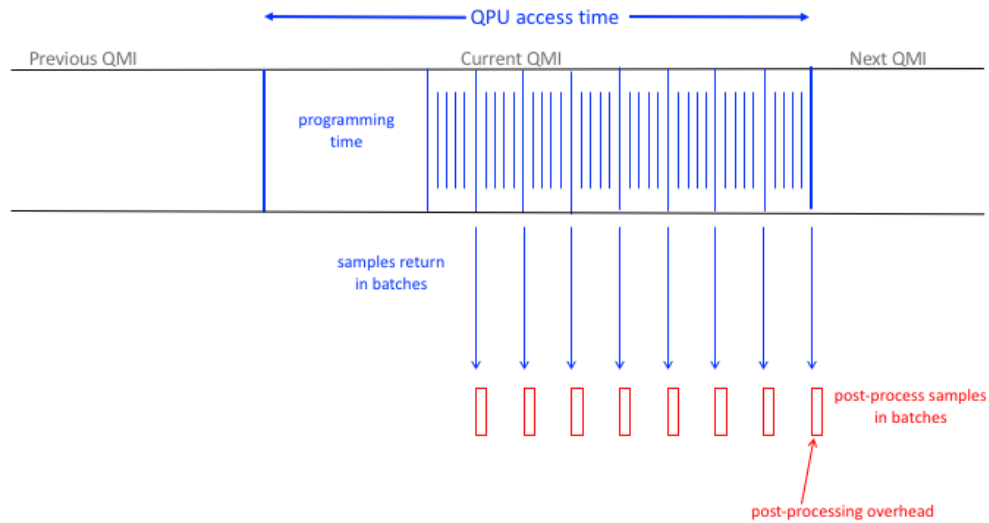 QPU access time
Previous QMI
Current QMI
Next QMI
programming
time
samples return
in batches
post-process samples
in batches
post-processing overhead